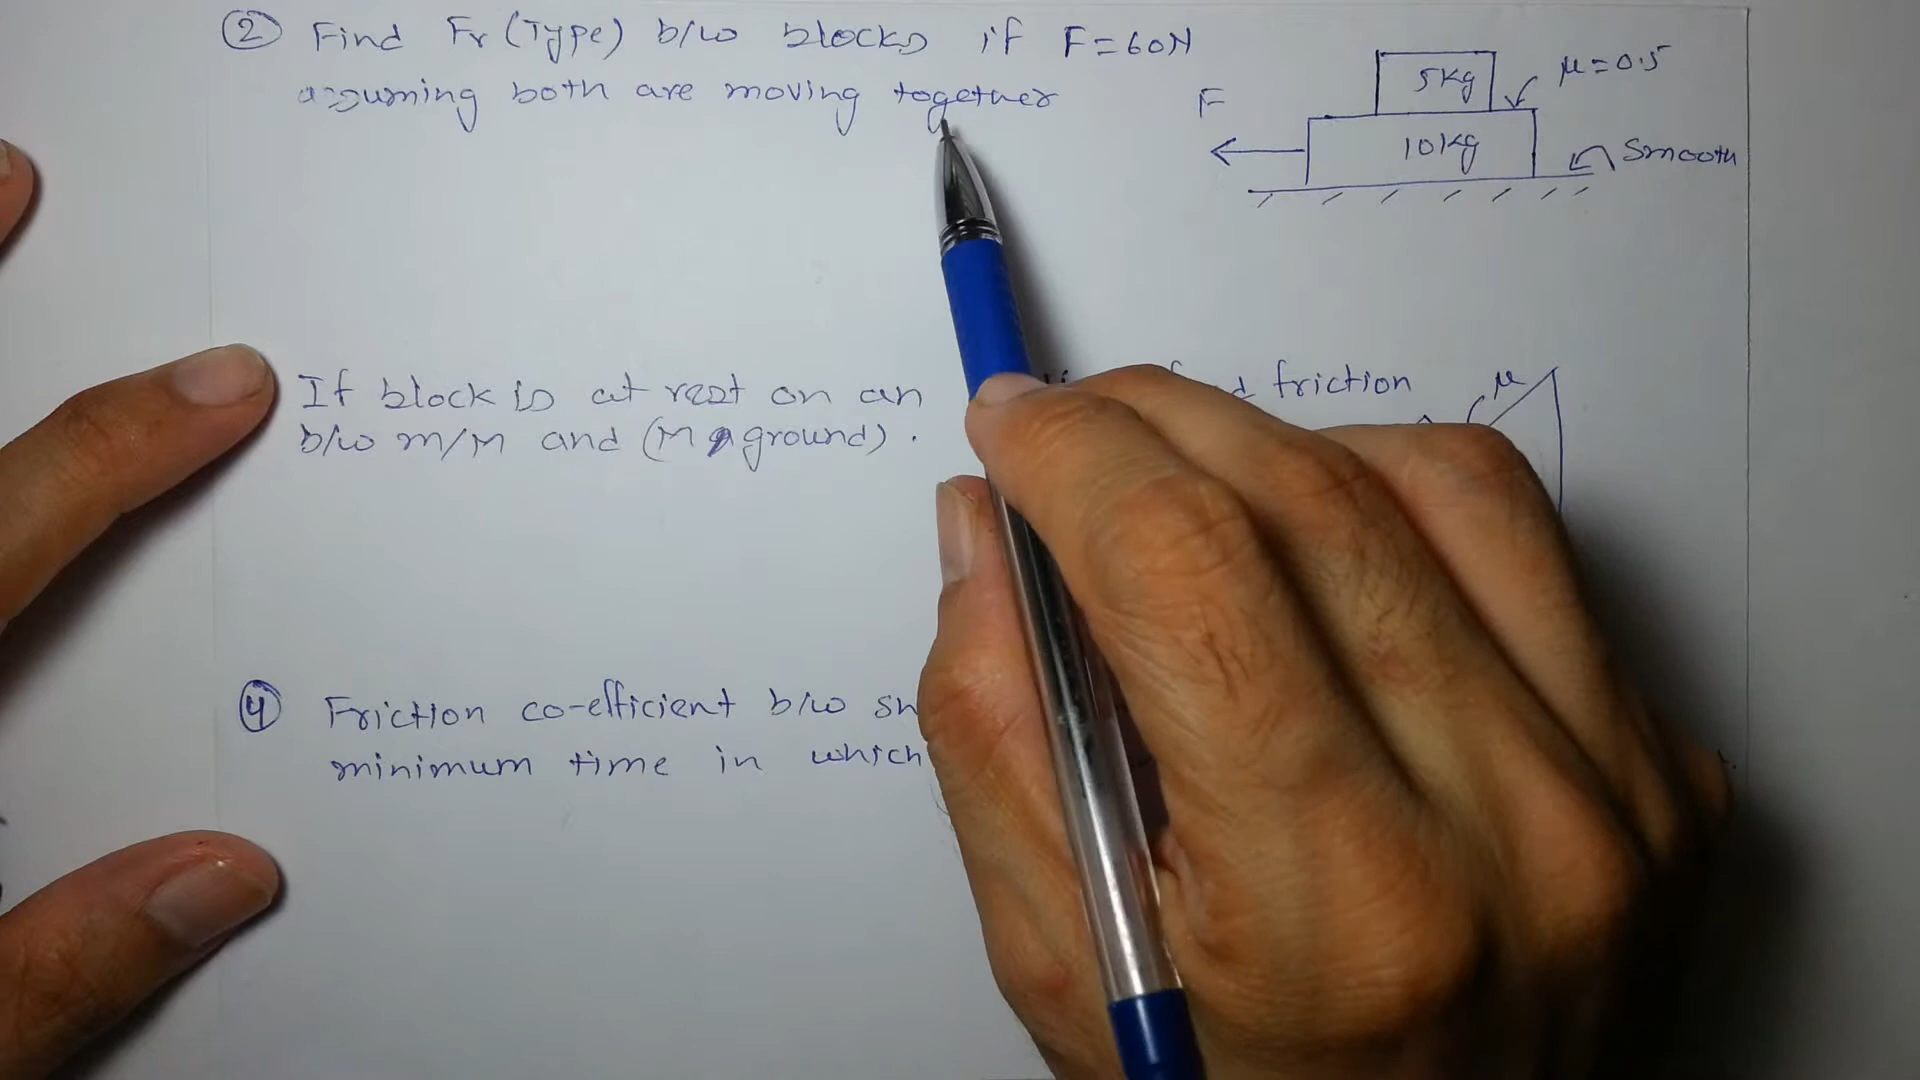 ② Find Fr (Type) b/w blocks if F=60N
assuming both are moving together
5kg
μ=0.5
F
10kg
Smooth
If block is at rest on an
friction
μ
b/w m/M and (M ground).
④ Friction co-efficient b/w
minimum time in which